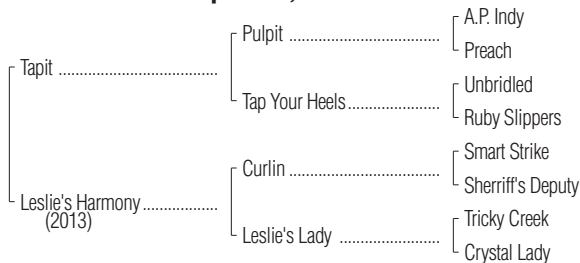 A.P. Indy
Pulpit
Preach
Tapit
Unbridled
Tap Your Heels
Ruby Slippers
Smart Strike
Curlin
Sherriff's Deputy
Leslie's Harmony
(2013)
Tricky Creek
Leslie's Lady
Crystal Lady